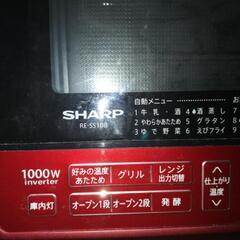 SHARP
RE-SS10B
自動メニュー
1 牛乳・酒 4 酒蒸し
2 やわらかあたため 5 グラタン
3 ゆで野菜 6 えびフライ
1000W
inverter
好みの温度
あたため
グリル
レンジ
出力切替
仕上がり
温度
庫内灯
オーブン1段
オーブン2段
発酵